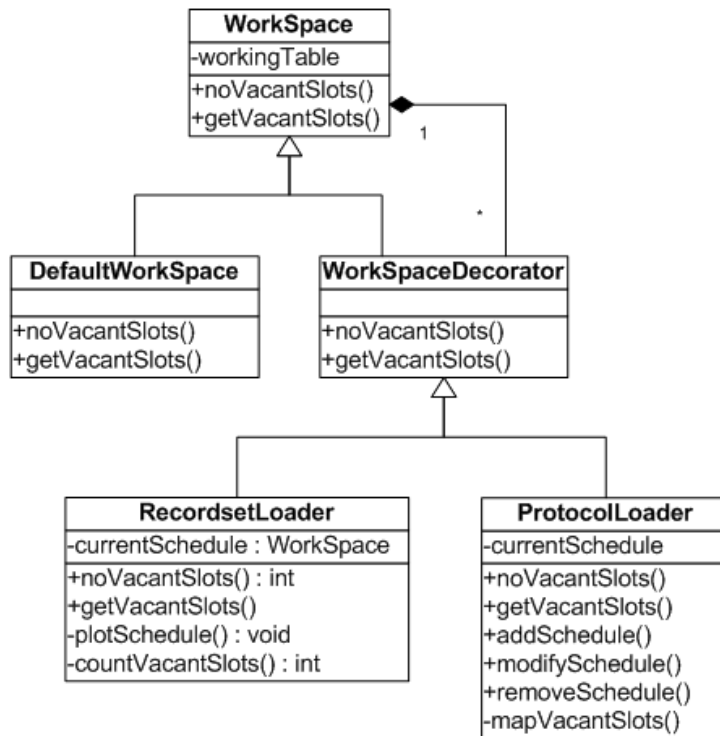 WorkSpace
-workingTable
+noVacantSlots()
+getVacantSlots()
1
*
DefaultWorkSpace
+noVacantSlots()
+getVacantSlots()
WorkSpaceDecorator
+noVacantSlots()
+getVacantSlots()
RecordsetLoader
-currentSchedule : WorkSpace
+noVacantSlots() : int
+getVacantSlots()
-plotSchedule() : void
-countVacantSlots() : int
ProtocolLoader
-currentSchedule
+noVacantSlots()
+getVacantSlots()
+addSchedule()
+modifySchedule()
+removeSchedule()
-mapVacantSlots()